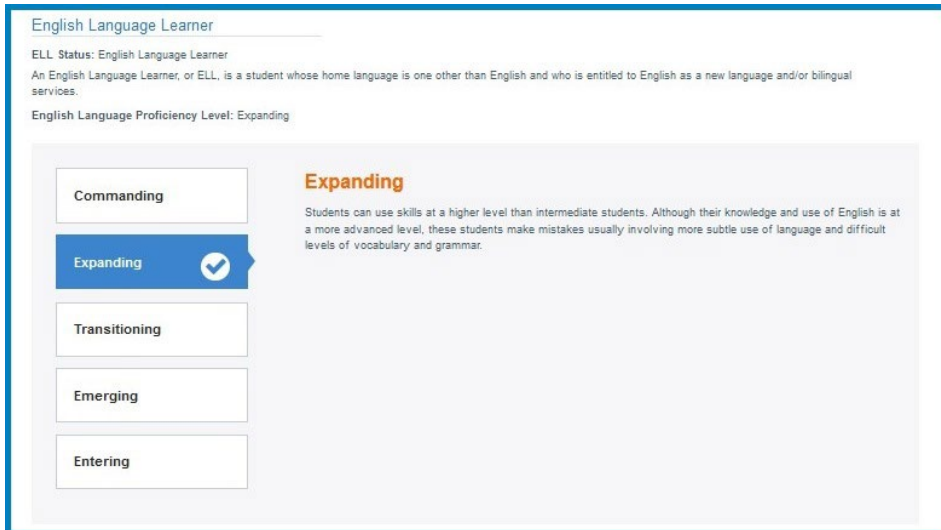 English Language Learner
ELL Status: English Language Learner
An English Language Learner, or ELL, is a student whose home language is one other than English and who is entitled to English as a new language and/or bilingual
services.
English Language Proficiency Level: Expanding
Commanding
Expanding
Transitioning
Emerging
Entering
Expanding
Students can use skills at a higher level than intermediate students. Although their knowledge and use of English is at
a more advanced level, these students make mistakes usually involving more subtle use of language and difficult
levels of vocabulary and grammar.